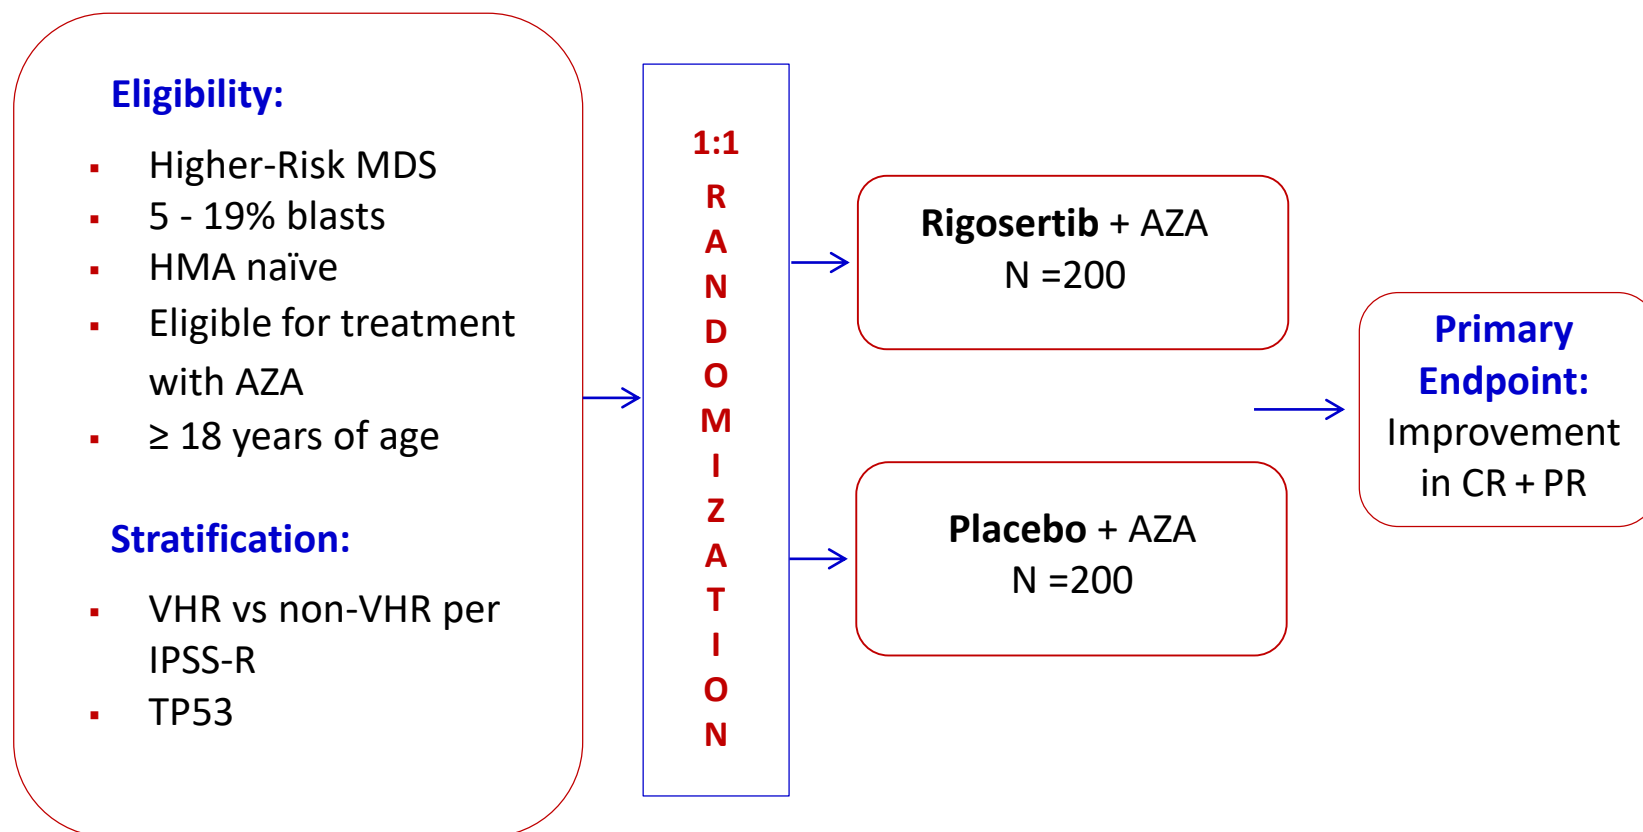 Eligibility:
▪ Higher-Risk MDS
▪ 5 - 19% blasts
▪ HMA naïve
▪ Eligible for treatment
with AZA
▪ ≥ 18 years of age
Stratification:
▪ VHR vs non-VHR per
IPSS-R
▪ TP53
1:1
R
A
N
D
O
M
I
Z
A
T
I
O
N
Rigosertib + AZA
N =200
Placebo + AZA
N =200
Primary
Endpoint:
Improvement
in CR + PR